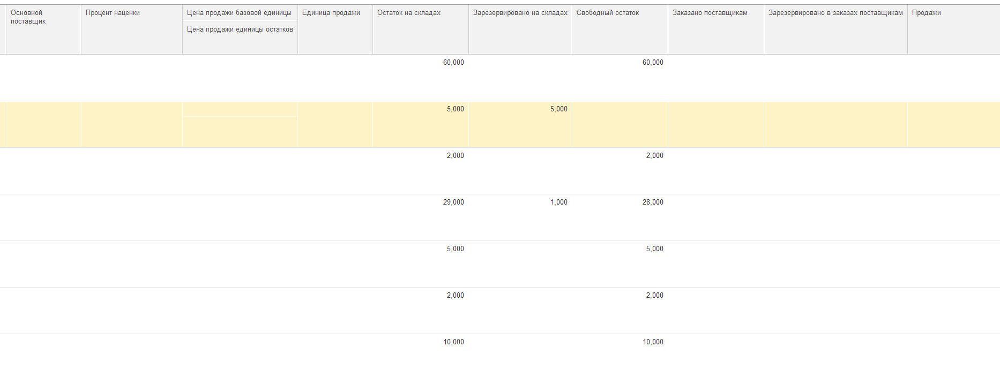 Основной
поставщик
Процент наценки
Цена продажи базовой единицы
Цена продажи единицы остатков
Единица продажи
Остаток на складах
Зарезервировано на складах
Свободный остаток
Заказано поставщикам
Зарезервировано в заказах поставщикам
Продажи
60,000 60,000
5,000 5,000
2,000 2,000
29,000 1,000 28,000
5,000 5,000
2,000 2,000
10,000 10,000